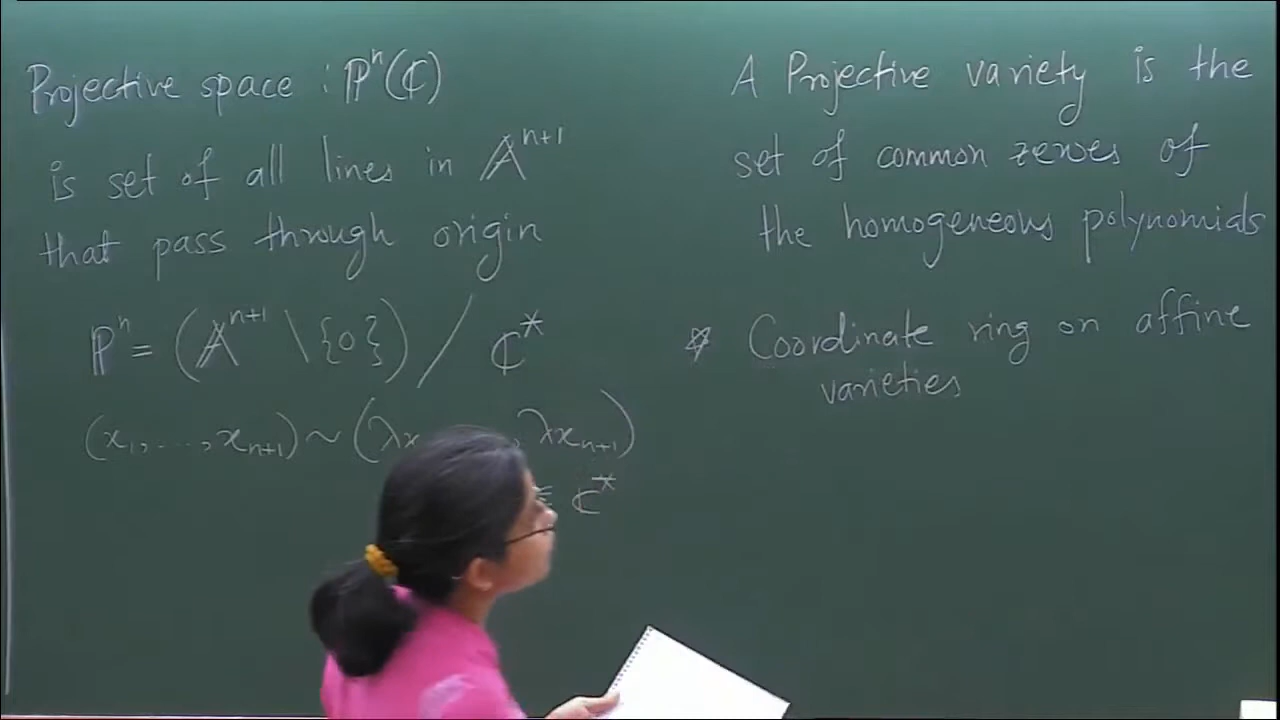 Projective space : ℙⁿ(ℂ)
is set of all lines in 𝔸ⁿ⁺¹
that pass through origin
ℙⁿ = (𝔸ⁿ⁺¹ \ {0}) / ℂ*
(x₁, ..., xₙ₊₁) ~ (λx , λxₙ₊₁)
∈ ℂ*
A Projective variety is the
set of common zeroes of
the homogeneous polynomials
* Coordinate ring on affine
varieties